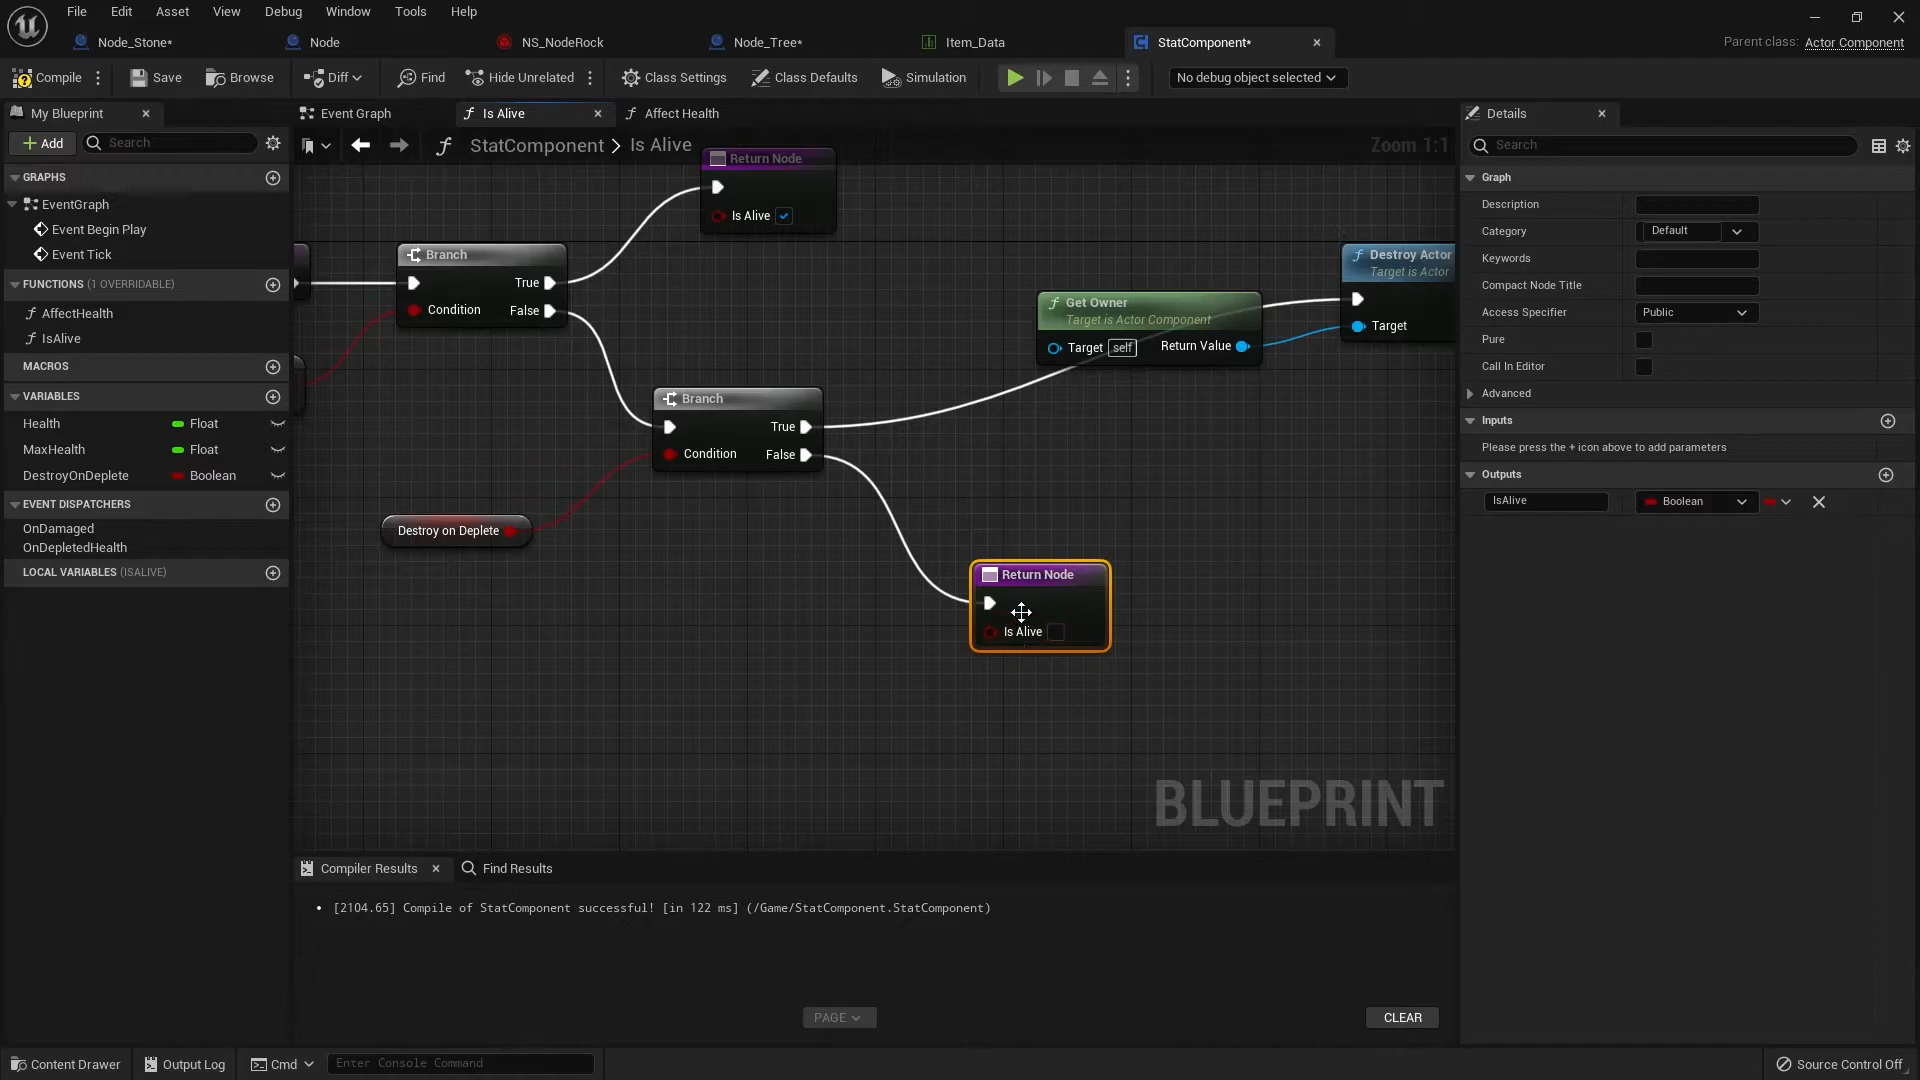 File Edit Asset View Debug Window Tools Help
Node_Stone* Node NS_NodeRock Node_Tree* Item_Data StatComponent*
Parent class: Actor Component
Compile Save Browse Diff Find Hide Unrelated Class Settings Class Defaults Simulation No debug object selected
My Blueprint
Event Graph Is Alive Affect Health
Details
Add Search
StatComponent > Is Alive
Zoom 1:1
Search
GRAPHS
EventGraph
Event Begin Play
Event Tick
FUNCTIONS (1 OVERRIDABLE)
AffectHealth
IsAlive
MACROS
VARIABLES
Health Float
MaxHealth Float
DestroyOnDeplete Boolean
EVENT DISPATCHERS
OnDamaged
OnDepletedHealth
LOCAL VARIABLES (ISALIVE)
Return Node
Is Alive
Branch
True
Condition False
Get Owner
Target is Actor Component
Target self Return Value
Destroy Actor
Target is Actor
Target
Branch
True
Condition False
Destroy on Deplete
Return Node
Is Alive
BLUEPRINT
Graph
Description
Category Default
Keywords
Compact Node Title
Access Specifier Public
Pure
Call In Editor
Advanced
Inputs
Please press the + icon above to add parameters
Outputs
IsAlive Boolean
Compiler Results Find Results
[2104.65] Compile of StatComponent successful! [in 122 ms] (/Game/StatComponent.StatComponent)
PAGE
CLEAR
Content Drawer Output Log Cmd Enter Console Command Source Control Off